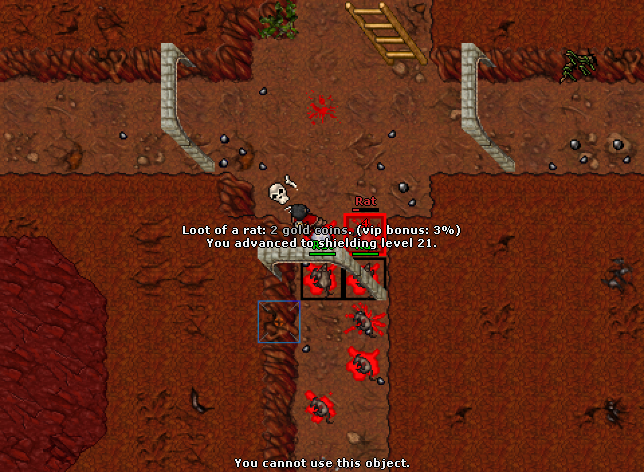 Rat
Loot of a rat: 2 gold coins. (vip bonus: 3%)
You advanced to shielding level 21.
You cannot use this object.